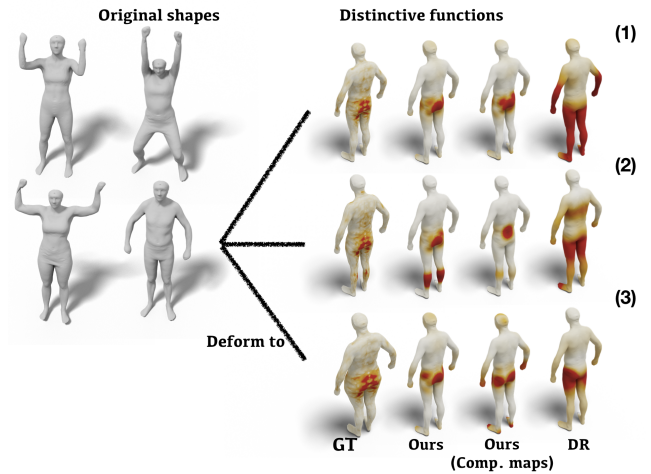 Original shapes
Distinctive functions
(1)
(2)
(3)
Deform to
GT
Ours
Ours
(Comp. maps)
DR